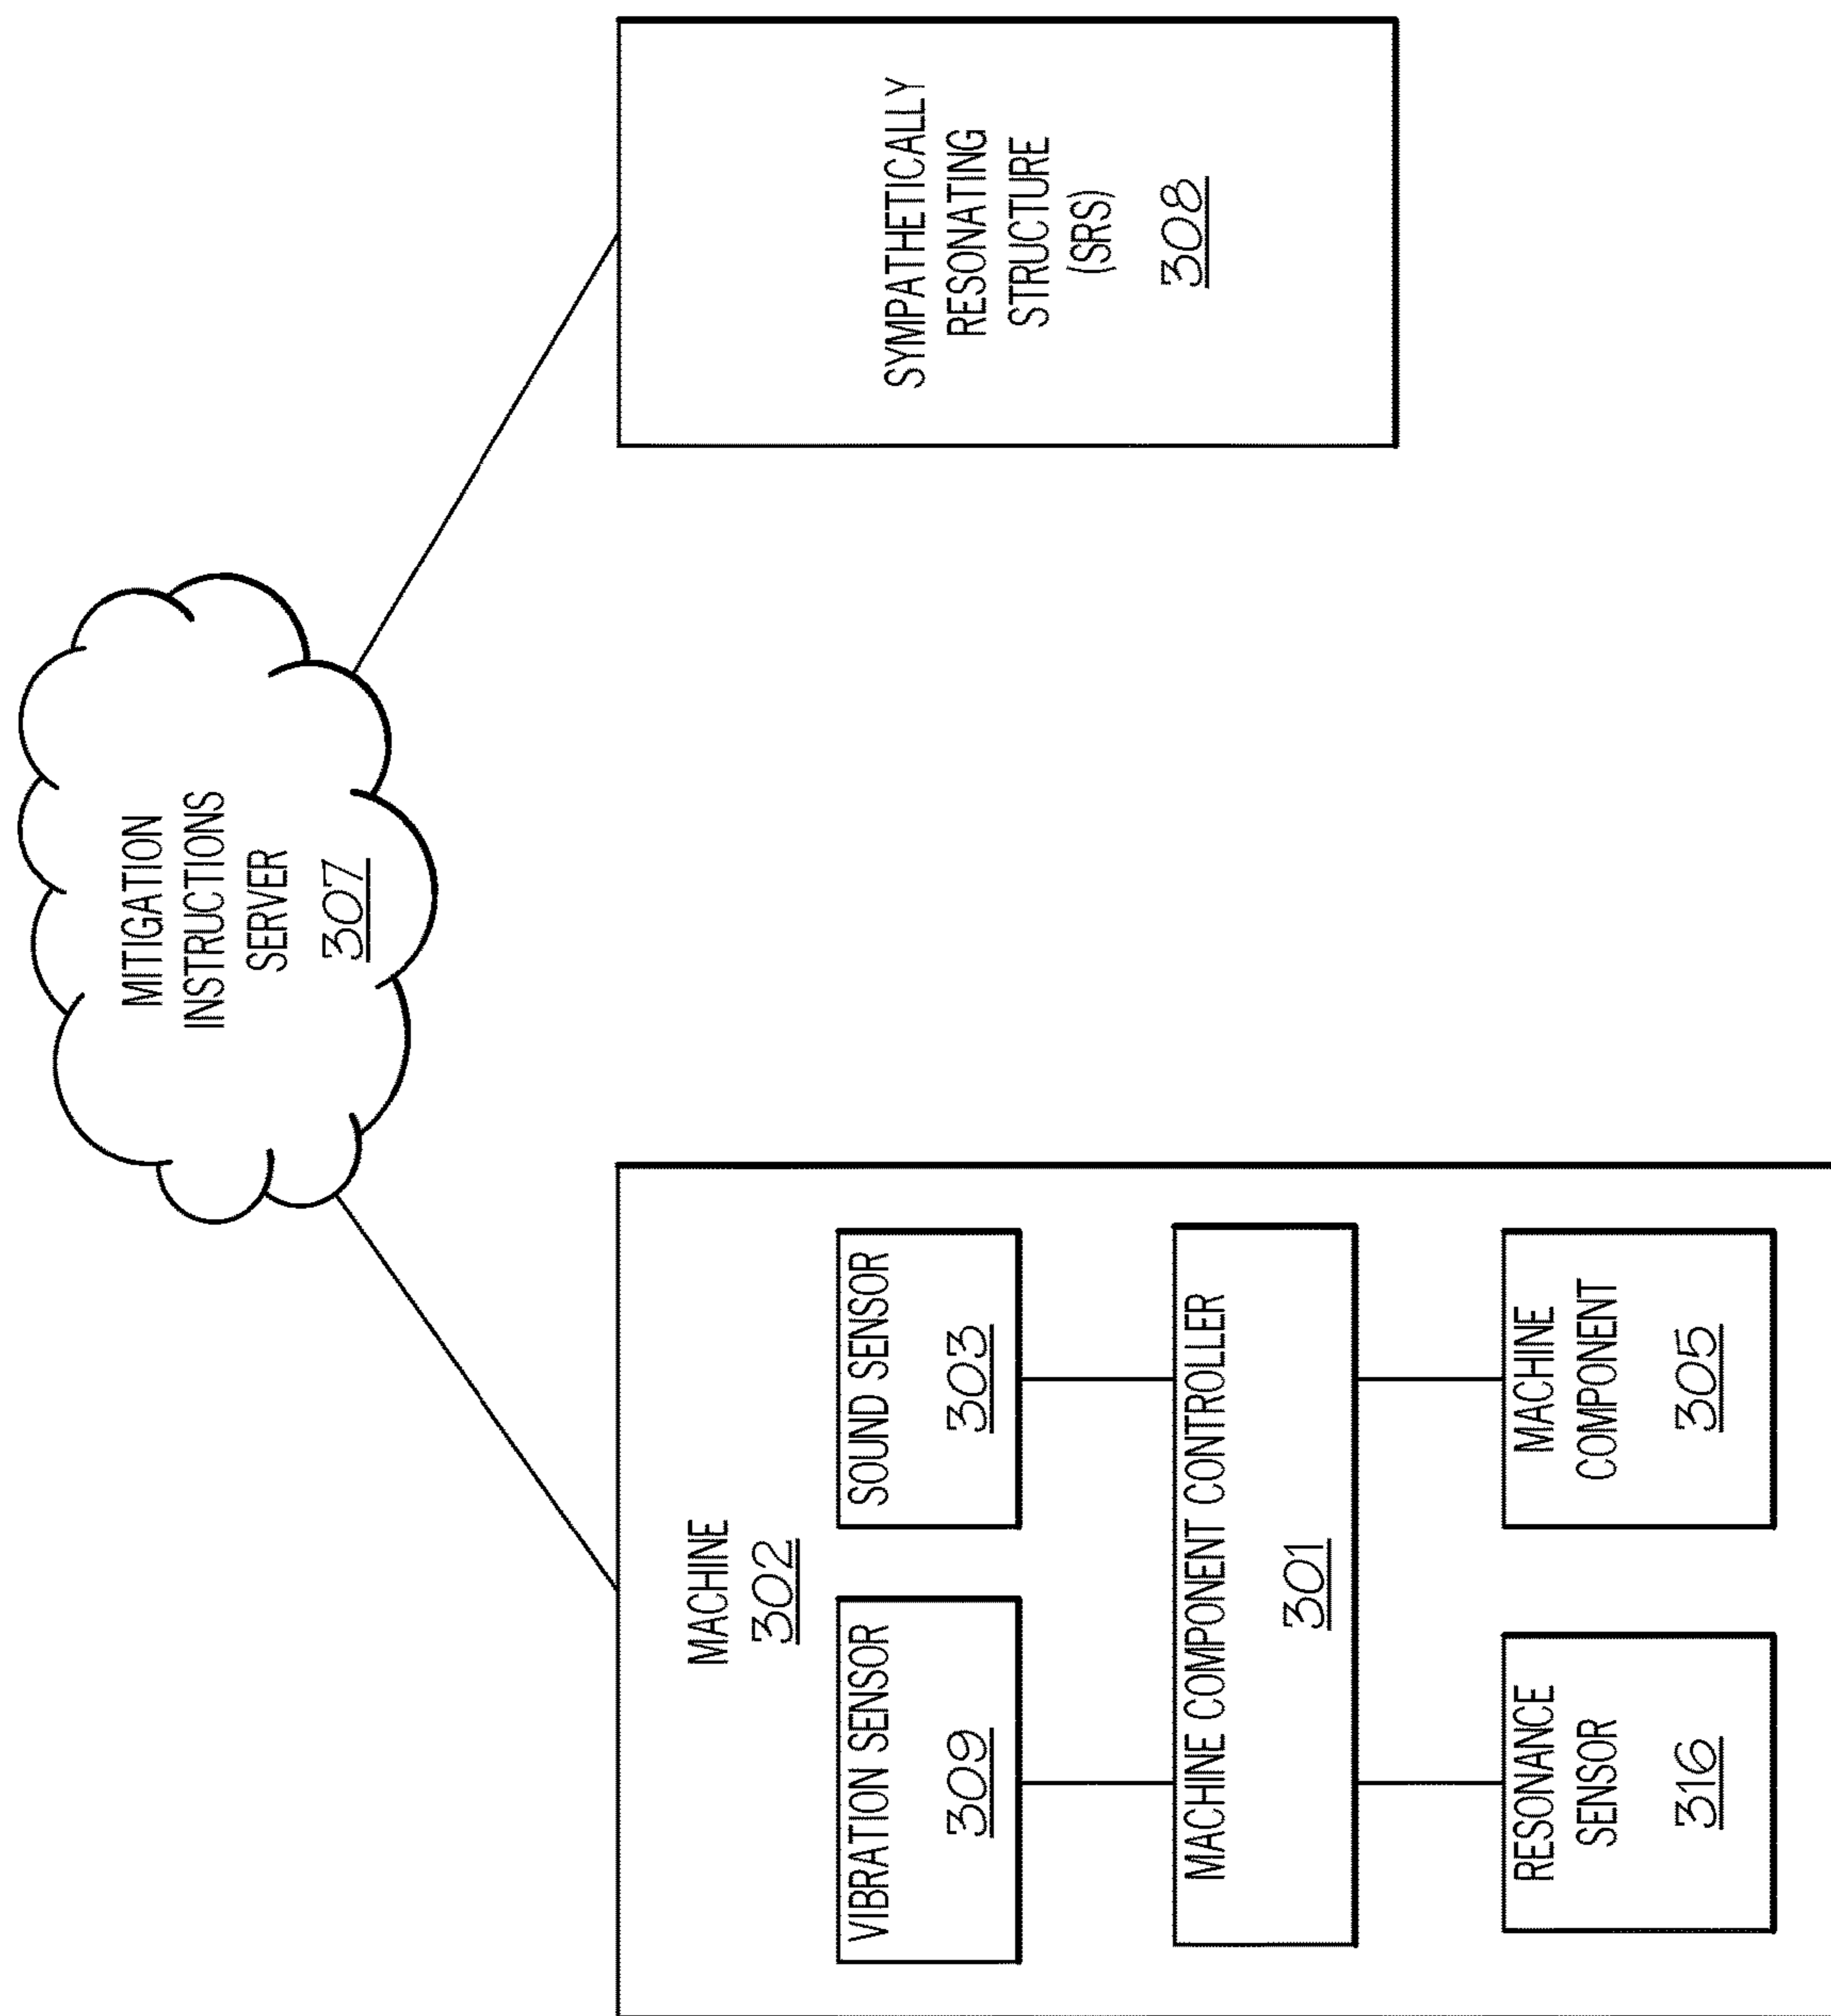 MITIGATION
INSTRUCTIONS
SERVER
307
MACHINE
302
VIBRATION SENSOR
309
SOUND SENSOR
303
MACHINE COMPONENT CONTROLLER
301
RESONANCE
SENSOR
316
MACHINE
COMPONENT
305
SYMPATHETICALLY
RESONATING
STRUCTURE
(SRS)
308